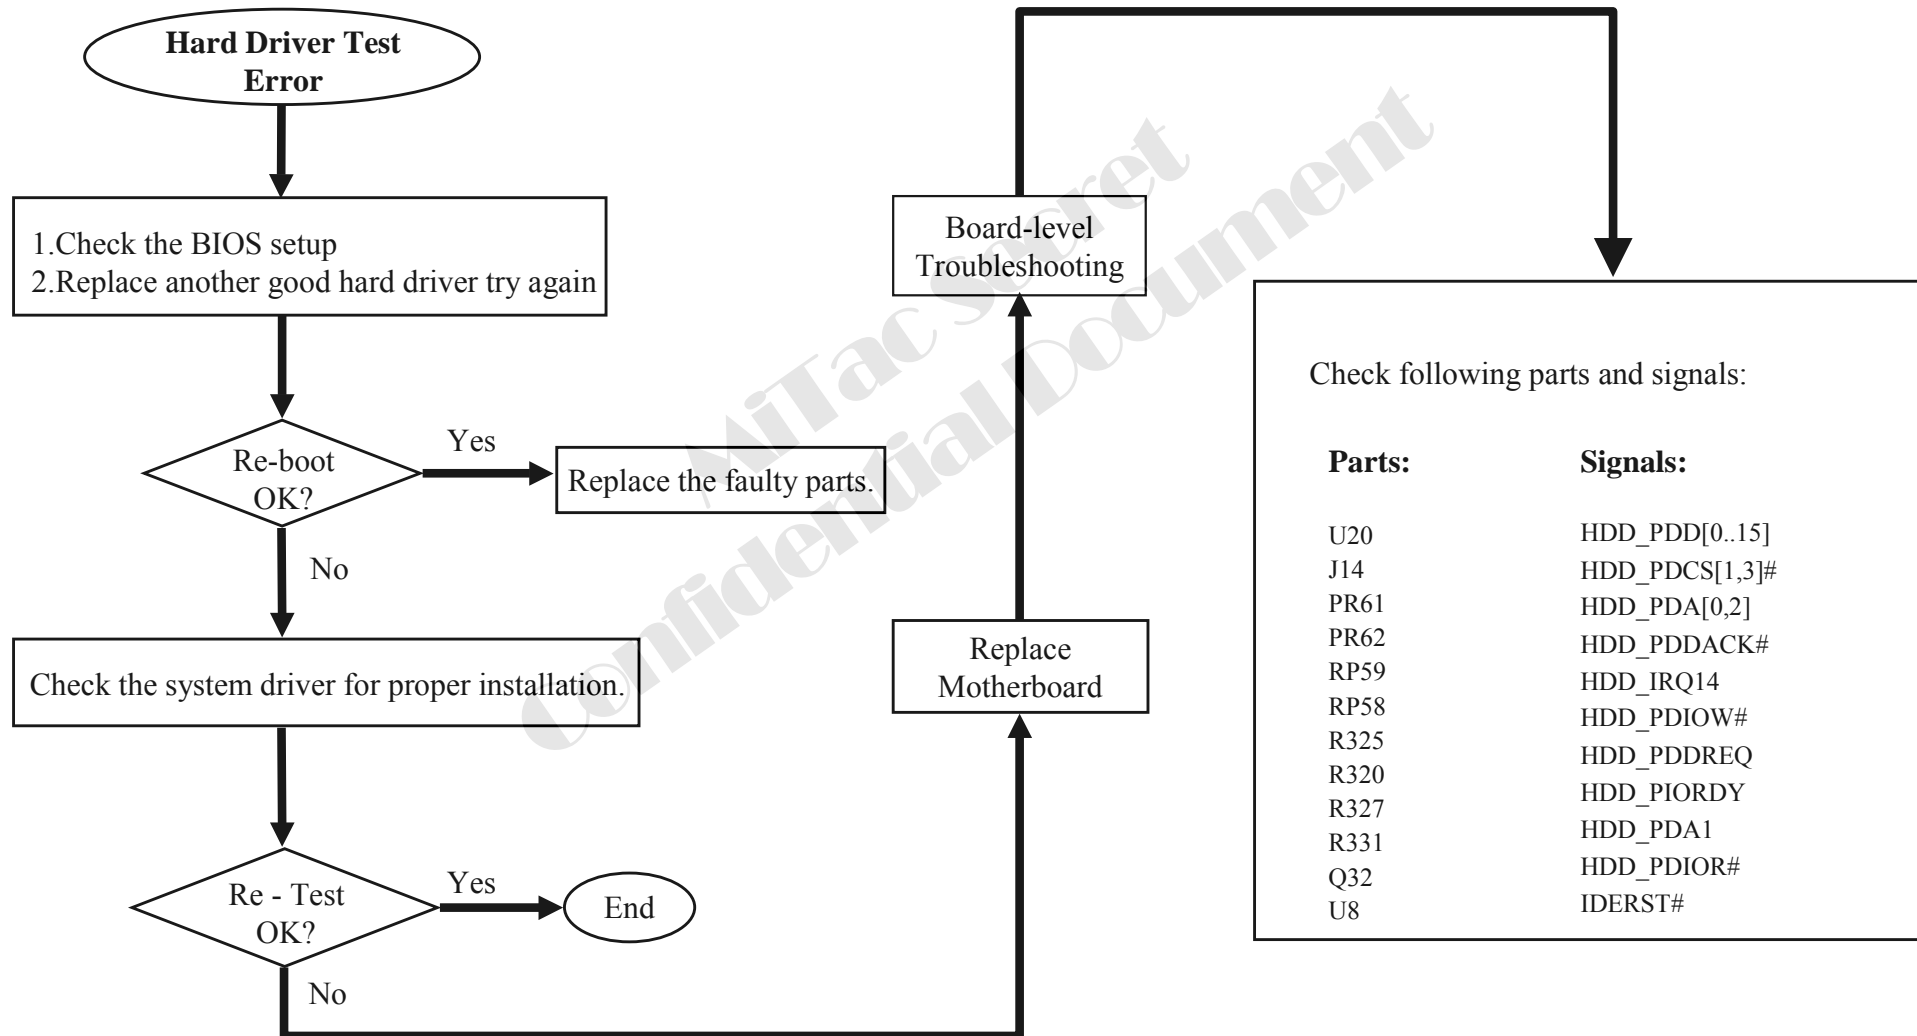 Hard Driver Test
Error
1.Check the BIOS setup
2.Replace another good hard driver try again
Re-boot
OK?
Yes
Replace the faulty parts.
No
Check the system driver for proper installation.
Re - Test
OK?
Yes
End
No
Replace
Motherboard
Board-level
Troubleshooting
Check following parts and signals:
Parts:
U20
J14
PR61
PR62
RP59
RP58
R325
R320
R327
R331
Q32
U8
Signals:
HDD_PDD[0..15]
HDD_PDCS[1,3]#
HDD_PDA[0,2]
HDD_PDDACK#
HDD_IRQ14
HDD_PDIOW#
HDD_PDDREQ
HDD_PIORDY
HDD_PDA1
HDD_PDIOR#
IDERST#
MiTac Secret
Confidential Document